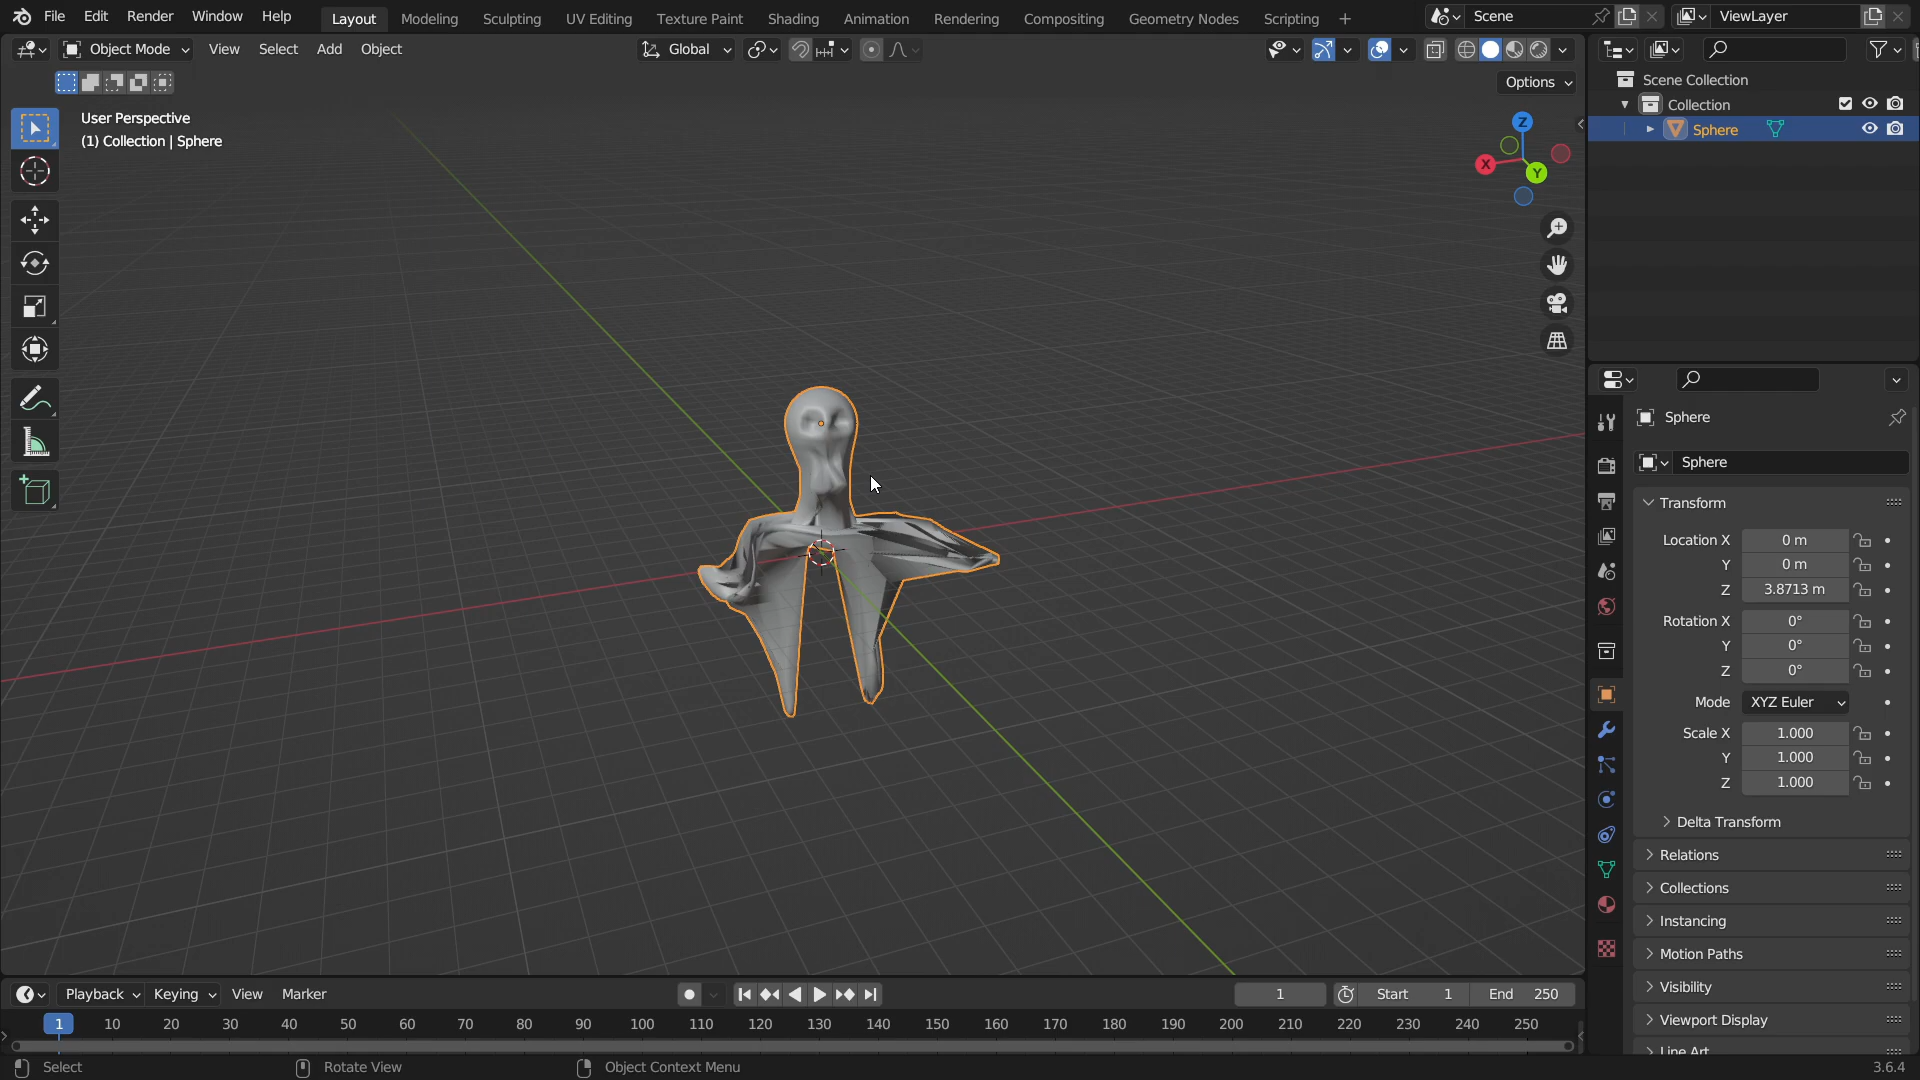 File Edit Render Window Help Layout Modeling Sculpting UV Editing Texture Paint Shading Animation Rendering Compositing Geometry Nodes Scripting + Scene ViewLayer
Object Mode View Select Add Object Global
Options
User Perspective
(1) Collection | Sphere
Z
X
Y
Scene Collection
Collection
Sphere
Sphere
Sphere
Transform
Location X 0 m
Y 0 m
Z 3.8713 m
Rotation X 0°
Y 0°
Z 0°
Mode XYZ Euler
Scale X 1.000
Y 1.000
Z 1.000
Delta Transform
Relations
Collections
Instancing
Motion Paths
Visibility
Viewport Display
Line Art
Playback Keying View Marker 1 Start 1 End 250
1 10 20 30 40 50 60 70 80 90 100 110 120 130 140 150 160 170 180 190 200 210 220 230 240 250
Select Rotate View Object Context Menu 3.6.4